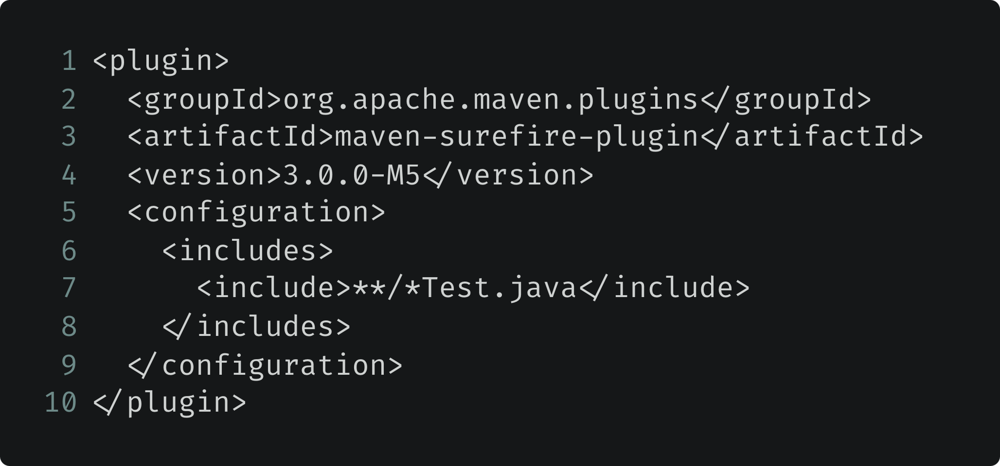 1 <plugin>
2   <groupId>org.apache.maven.plugins</groupId>
3   <artifactId>maven-surefire-plugin</artifactId>
4   <version>3.0.0-M5</version>
5   <configuration>
6     <includes>
7       <include>**/*Test.java</include>
8     </includes>
9   </configuration>
10 </plugin>